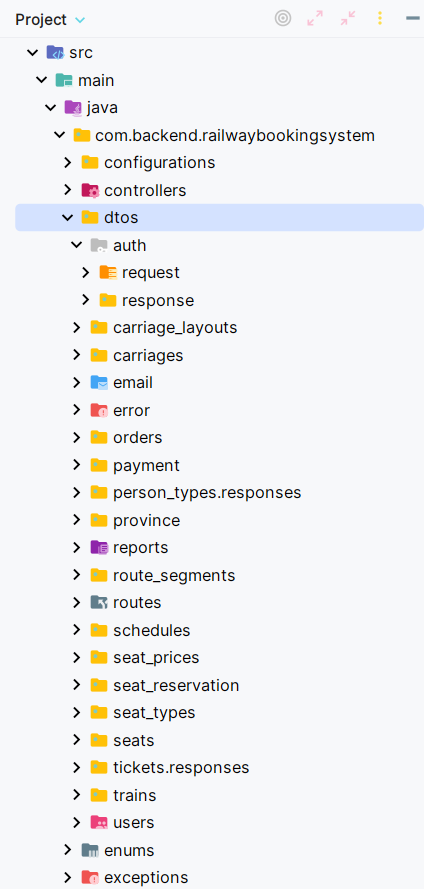 Project
src
main
java
com.backend.railwaybookingsystem
configurations
controllers
dtos
auth
request
response
carriage_layouts
carriages
email
error
orders
payment
person_types.responses
province
reports
route_segments
routes
schedules
seat_prices
seat_reservation
seat_types
seats
tickets.responses
trains
users
enums
exceptions